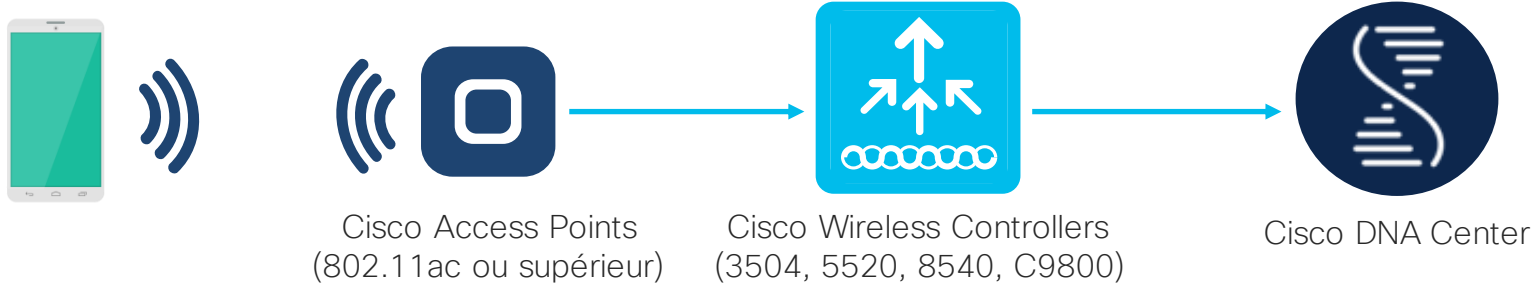 Cisco Access Points
(802.11ac ou supérieur)
Cisco Wireless Controllers
(3504, 5520, 8540, C9800)
Cisco DNA Center